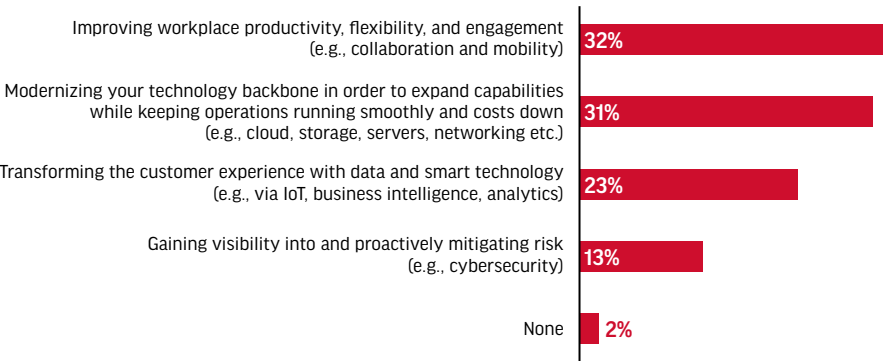 Improving workplace productivity, flexibility, and engagement
(e.g., collaboration and mobility)
32%
Modernizing your technology backbone in order to expand capabilities
while keeping operations running smoothly and costs down
(e.g., cloud, storage, servers, networking etc.)
31%
Transforming the customer experience with data and smart technology
(e.g., via IoT, business intelligence, analytics)
23%
Gaining visibility into and proactively mitigating risk
(e.g., cybersecurity)
13%
None
2%